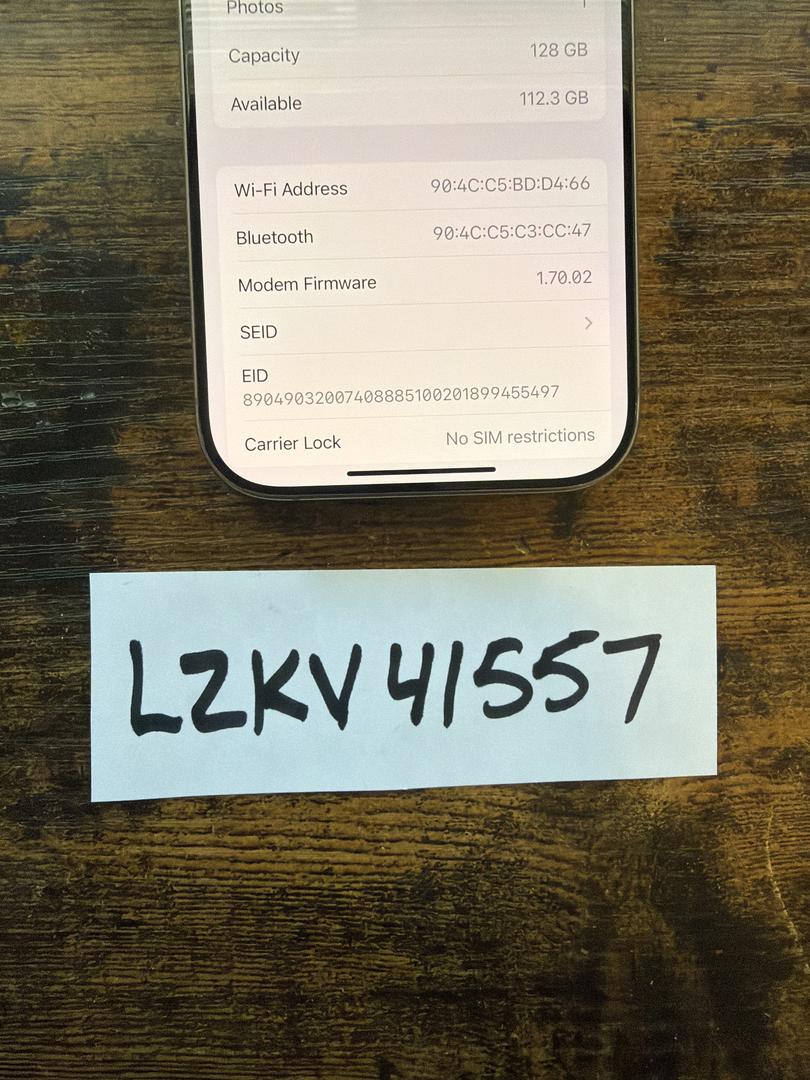 Photos
Capacity 128 GB
Available 112.3 GB
Wi-Fi Address 90:4C:C5:BD:D4:66
Bluetooth 90:4C:C5:C3:CC:47
Modem Firmware 1.70.02
SEID
EID
89049032007408885100201899455497
Carrier Lock No SIM restrictions
LZKV41557